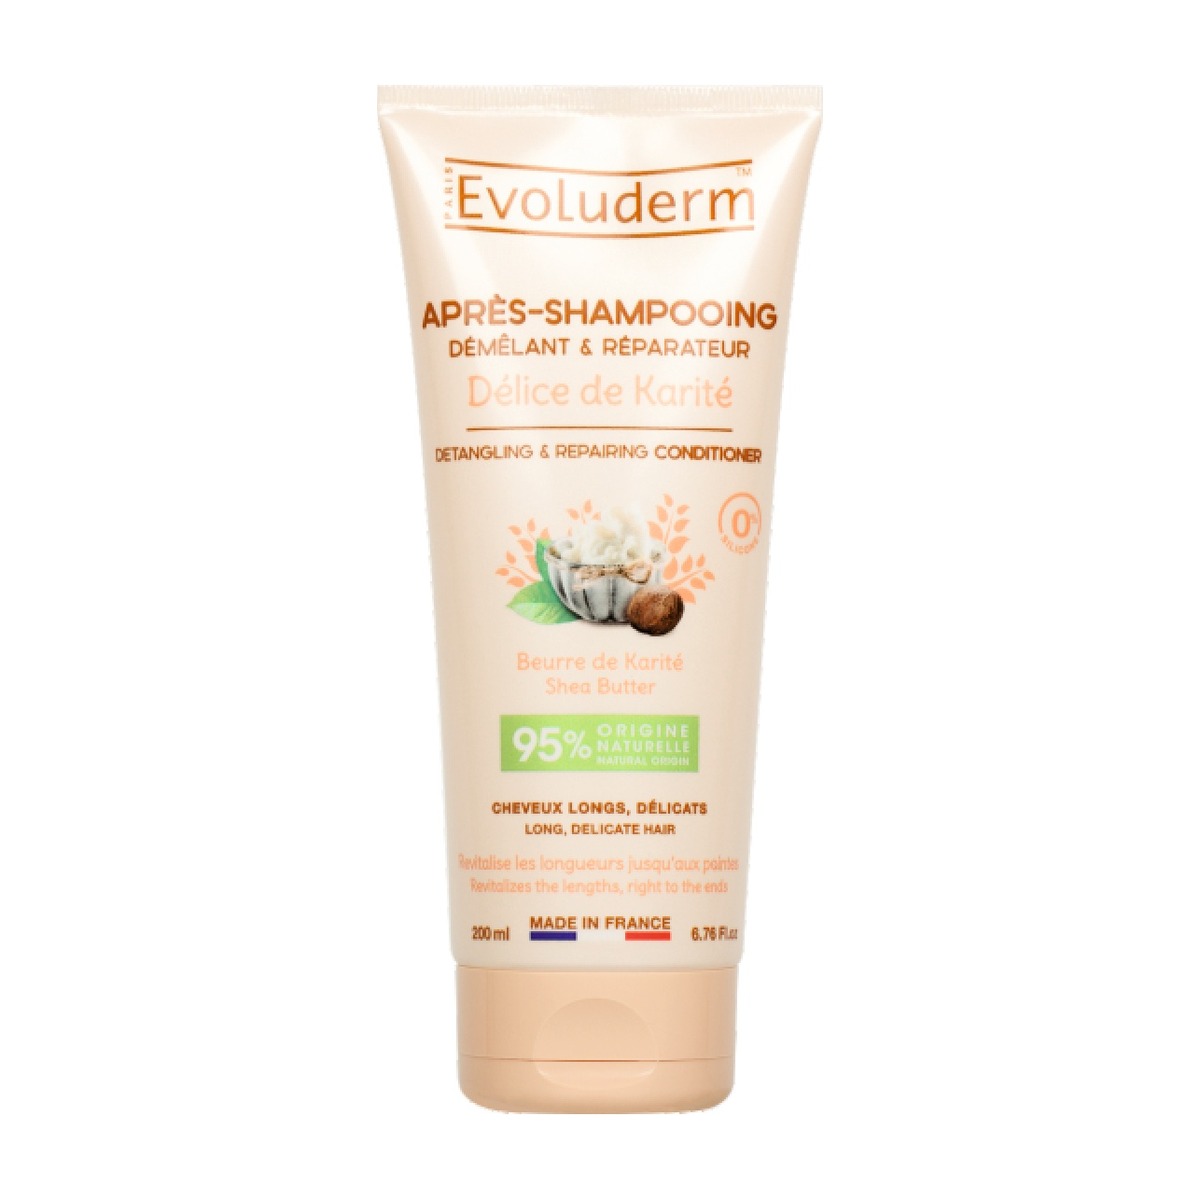 PARIS
Evoluderm™
APRÈS-SHAMPOOING
DÉMÊLANT & RÉPARATEUR
Délice de Karité
DETANGLING & REPAIRING CONDITIONER
0%
SILICONE
Beurre de Karité
Shea Butter
95% ORIGINE
NATURELLE
NATURAL ORIGIN
CHEVEUX LONGS, DÉLICATS
LONG, DELICATE HAIR
Revitalise les longueurs jusqu'aux pointes
Revitalizes the lengths, right to the ends
200 ml MADE IN FRANCE 6.76 Fl.oz